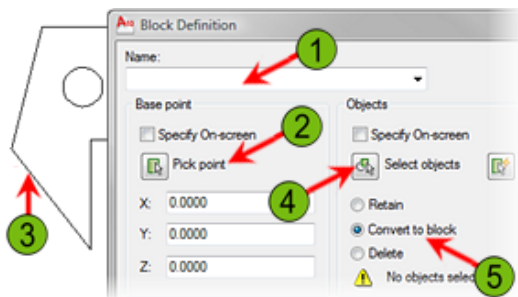 Block Definition
Name:
1
Base point
Objects
Specify On-screen
2
Specify On-screen
Pick point
Select objects
3
4
X: 0.0000
Retain
Y: 0.0000
Convert to block
5
Z: 0.0000
Delete
No objects selec